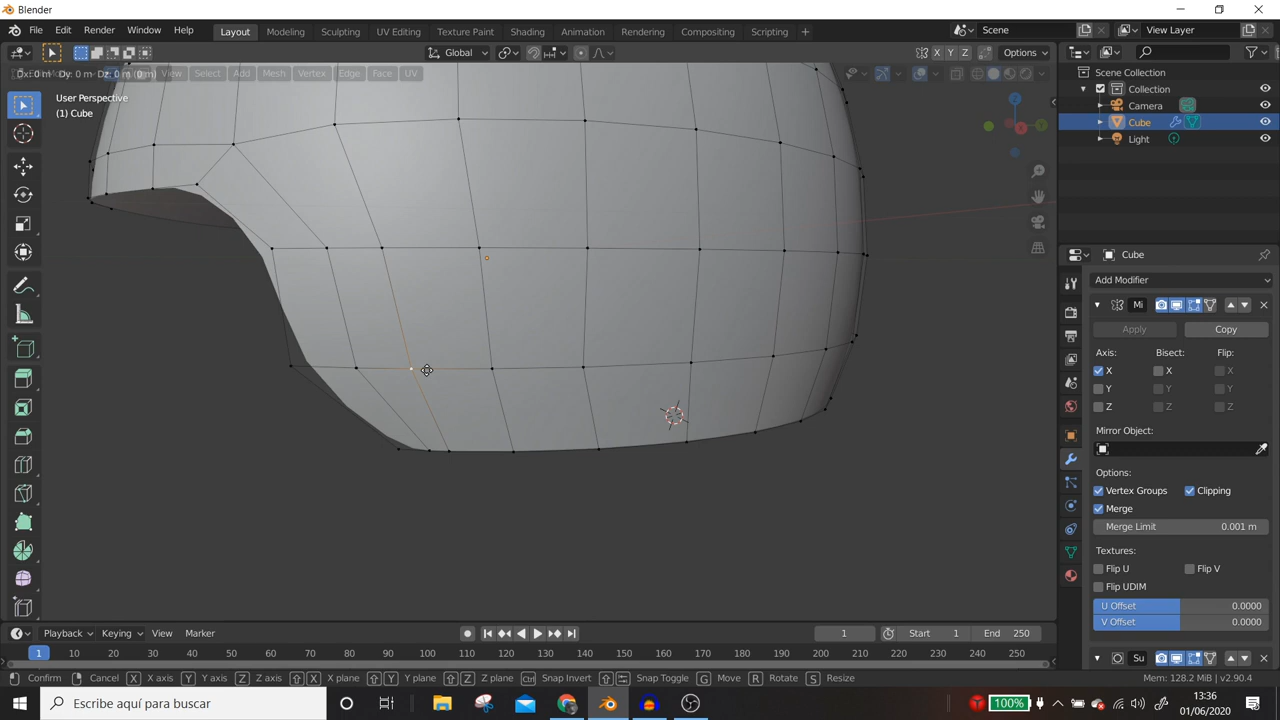 Blender
File Edit Render Window Help
Layout Modeling Sculpting UV Editing Texture Paint Shading Animation Rendering Compositing Scripting +
Scene
View Layer
Global
X Y Z
Options
Dx: 0 m Dy: 0 m Dz: 0 m (0 m)
View Select Add Mesh Vertex Edge Face UV
User Perspective
(1) Cube
Scene Collection
Collection
Camera
Cube
Light
Cube
Add Modifier
Mi
Apply Copy
Axis: Bisect: Flip:
X X X
Y Y Y
Z Z Z
Mirror Object:
Options:
Vertex Groups Clipping
Merge
Merge Limit 0.001 m
Textures:
Flip U Flip V
Flip UDIM
U Offset 0.0000
V Offset 0.0000
Su
Playback Keying View Marker
1 Start 1 End 250
1 10 20 30 40 50 60 70 80 90 100 110 120 130 140 150 160 170 180 190 200 210 220 230 240 250
Confirm Cancel X X axis Y Y axis Z Z axis X X plane Y Y plane Z Z plane Ctrl Snap Invert Snap Toggle G Move R Rotate S Resize
Mem: 128.2 MiB | v2.90.4
Escribe aquí para buscar
100%
13:36
01/06/2020